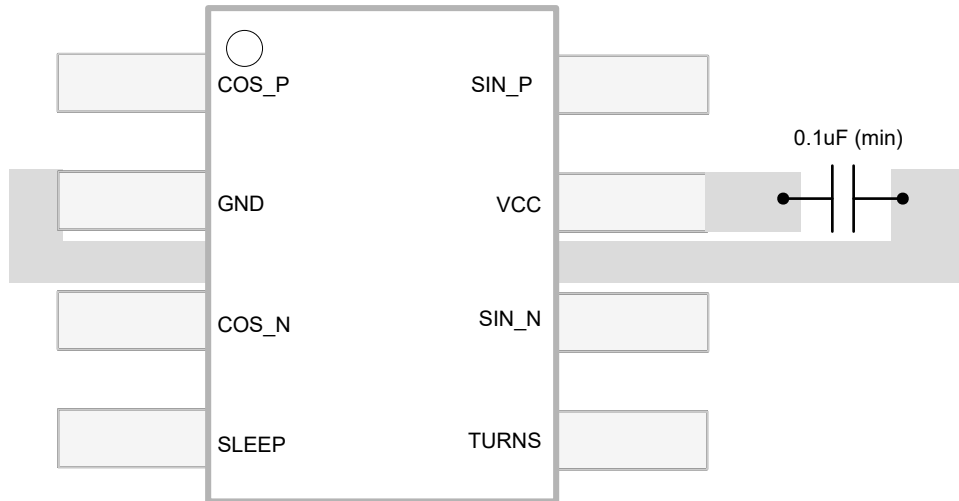 COS_P
SIN_P
0.1uF (min)
GND
VCC
COS_N
SIN_N
SLEEP
TURNS